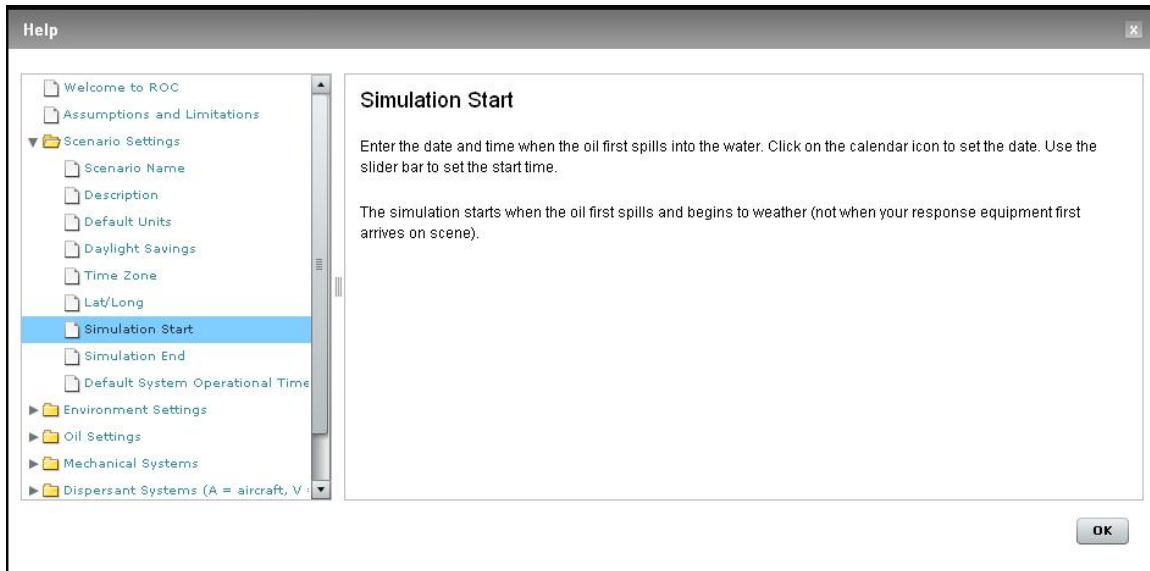 Help
x
Welcome to ROC
Assumptions and Limitations
Scenario Settings
Scenario Name
Description
Default Units
Daylight Savings
Time Zone
Lat/Long
Simulation Start
Simulation End
Default System Operational Time
Environment Settings
Oil Settings
Mechanical Systems
Dispersant Systems (A = aircraft, V
Simulation Start
Enter the date and time when the oil first spills into the water. Click on the calendar icon to set the date. Use the
slider bar to set the start time.
The simulation starts when the oil first spills and begins to weather (not when your response equipment first
arrives on scene).
OK